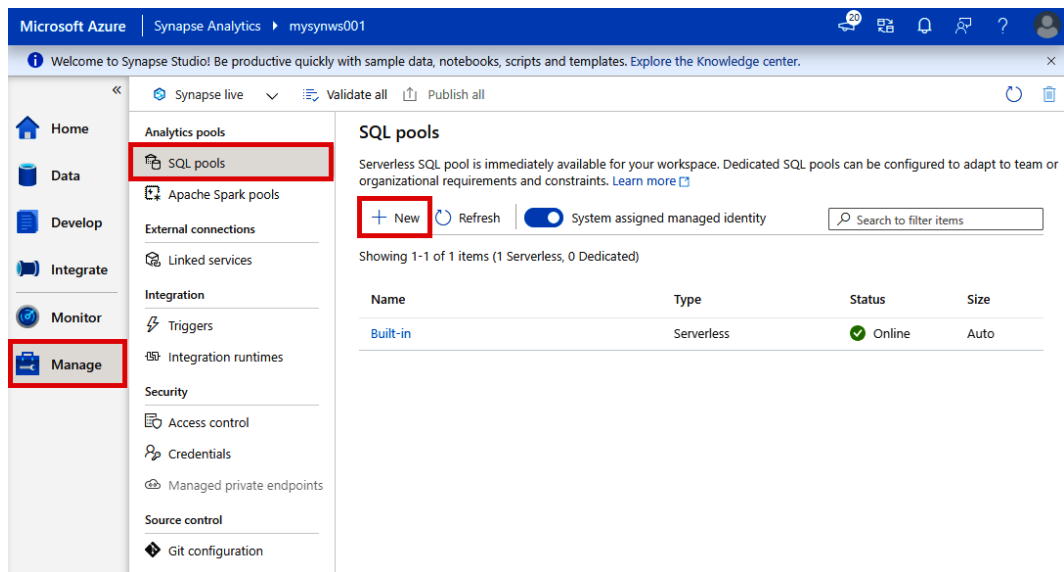 Microsoft Azure
Synapse Analytics
mysynws001
20
?
i Welcome to Synapse Studio! Be productive quickly with sample data, notebooks, scripts and templates. Explore the Knowledge center.
×
«
Synapse live
Validate all
Publish all
Home
Data
Develop
Integrate
Monitor
Manage
Analytics pools
SQL pools
Apache Spark pools
External connections
Linked services
Integration
Triggers
Integration runtimes
Security
Access control
Credentials
Managed private endpoints
Source control
Git configuration
SQL pools
Serverless SQL pool is immediately available for your workspace. Dedicated SQL pools can be configured to adapt to team or
organizational requirements and constraints. Learn more
+ New
Refresh
System assigned managed identity
Search to filter items
Showing 1-1 of 1 items (1 Serverless, 0 Dedicated)
Name Type Status Size
Built-in Serverless Online Auto